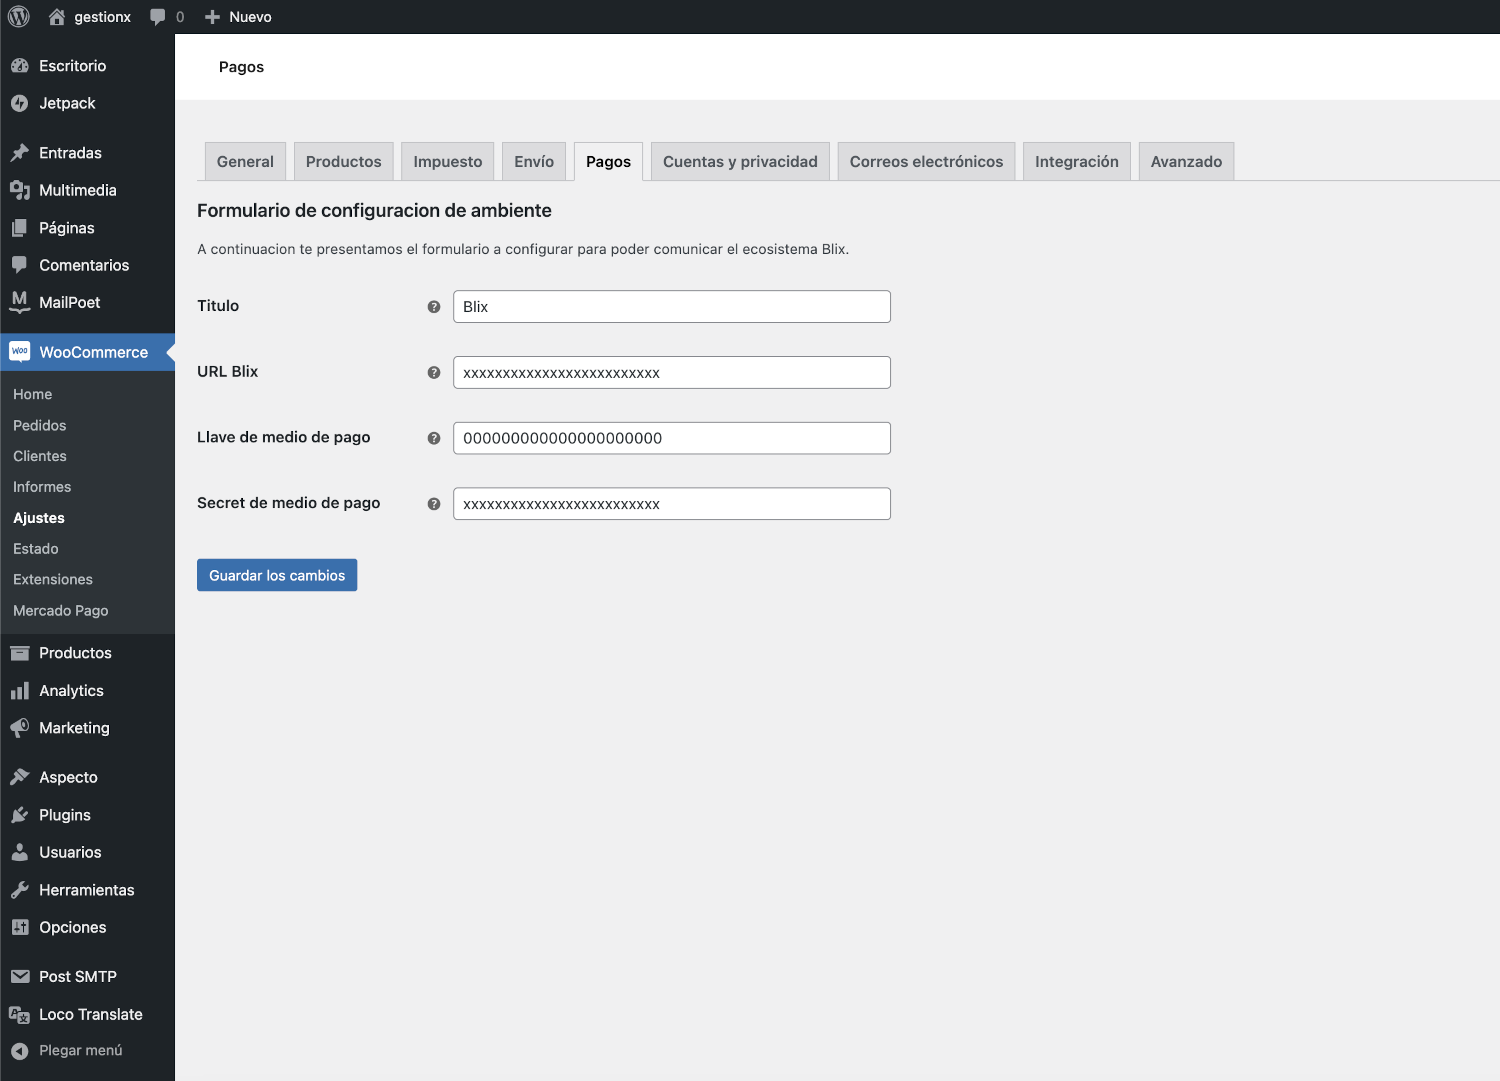 gestionx 0 Nuevo
Escritorio
Jetpack
Entradas
Multimedia
Páginas
Comentarios
MailPoet
WooCommerce
Home
Pedidos
Clientes
Informes
Ajustes
Estado
Extensiones
Mercado Pago
Productos
Analytics
Marketing
Aspecto
Plugins
Usuarios
Herramientas
Opciones
Post SMTP
Loco Translate
Plegar menú
Pagos
General Productos Impuesto Envío Pagos Cuentas y privacidad Correos electrónicos Integración Avanzado
Formulario de configuracion de ambiente
A continuacion te presentamos el formulario a configurar para poder comunicar el ecosistema Blix.
Titulo Blix
URL Blix xxxxxxxxxxxxxxxxxxxxxxxxx
Llave de medio de pago 000000000000000000000
Secret de medio de pago xxxxxxxxxxxxxxxxxxxxxxxxx
Guardar los cambios